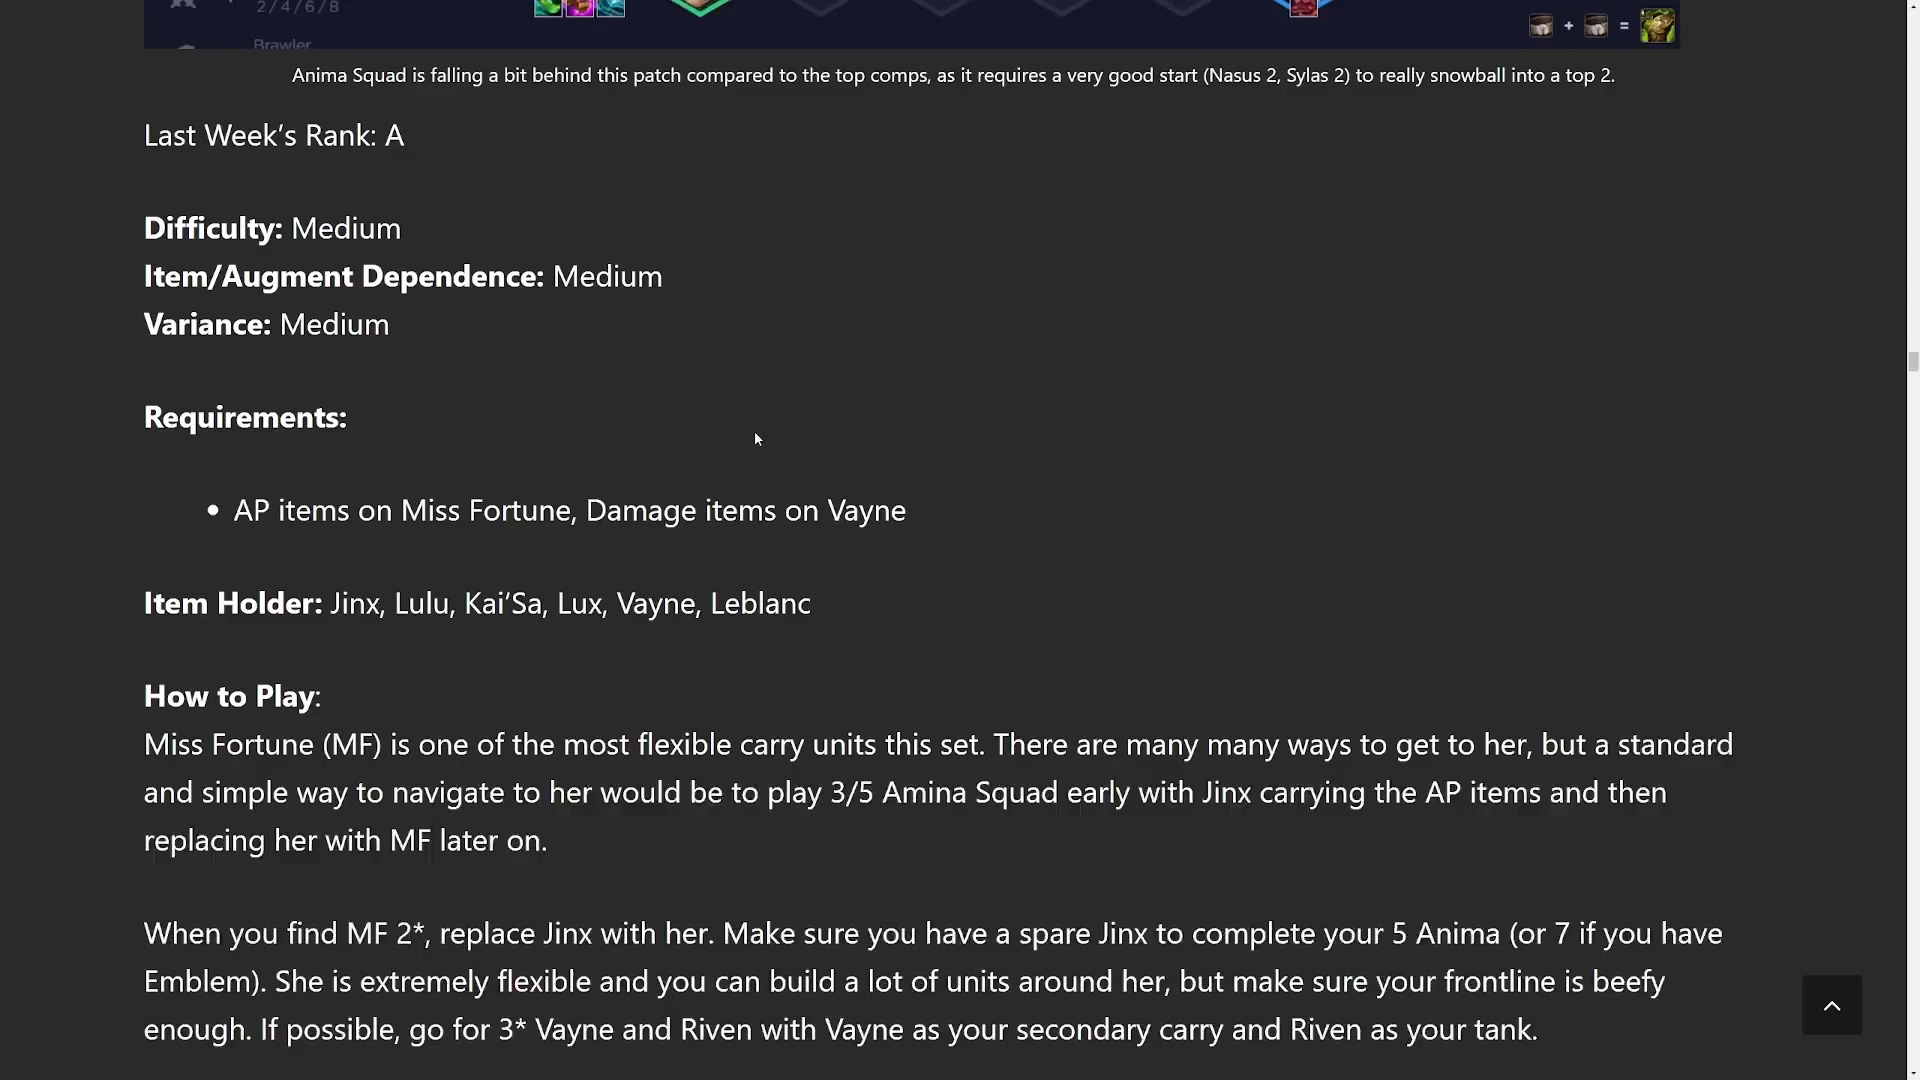 2/4/6/8
Brawler
+ =
Anima Squad is falling a bit behind this patch compared to the top comps, as it requires a very good start (Nasus 2, Sylas 2) to really snowball into a top 2.
Last Week’s Rank: A
Difficulty: Medium
Item/Augment Dependence: Medium
Variance: Medium
Requirements:
• AP items on Miss Fortune, Damage items on Vayne
Item Holder: Jinx, Lulu, Kai’Sa, Lux, Vayne, Leblanc
How to Play:
Miss Fortune (MF) is one of the most flexible carry units this set. There are many many ways to get to her, but a standard
and simple way to navigate to her would be to play 3/5 Amina Squad early with Jinx carrying the AP items and then
replacing her with MF later on.
When you find MF 2*, replace Jinx with her. Make sure you have a spare Jinx to complete your 5 Anima (or 7 if you have
Emblem). She is extremely flexible and you can build a lot of units around her, but make sure your frontline is beefy
enough. If possible, go for 3* Vayne and Riven with Vayne as your secondary carry and Riven as your tank.